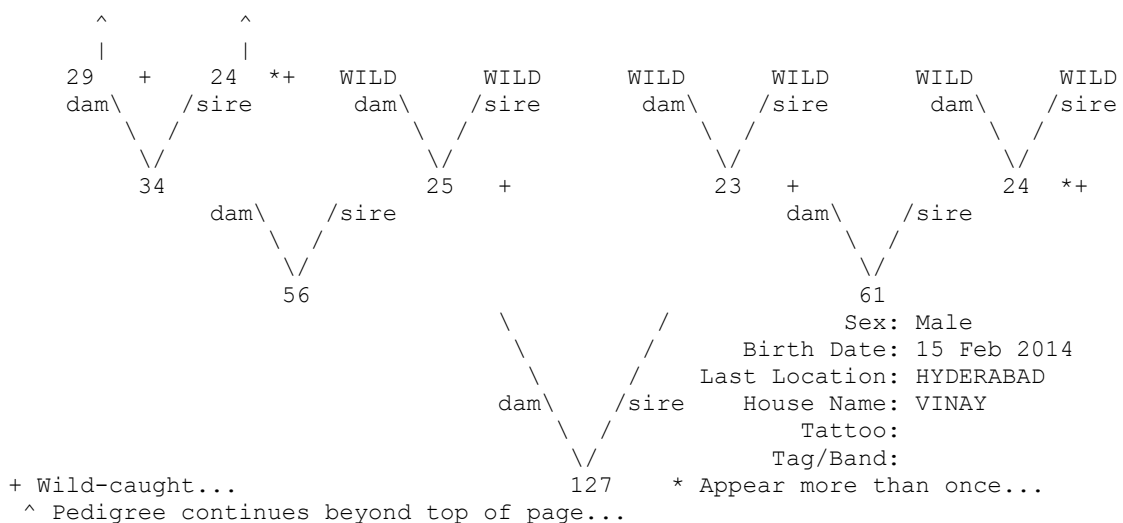 ^ ^
| |
29 + 24 *+ WILD WILD WILD WILD WILD WILD
dam\ /sire dam\ /sire dam\ /sire dam\ /sire
\ / \ / \ / \ /
\/ \/ \/ \/
34 25 + 23 + 24 *+
dam\ /sire dam\ /sire
\ / \ /
\/ \/
56 61
\ / Sex: Male
\ / Birth Date: 15 Feb 2014
\ / Last Location: HYDERABAD
dam\ /sire House Name: VINAY
\ / Tattoo:
\/ Tag/Band:
+ Wild-caught... 127 * Appear more than once...
^ Pedigree continues beyond top of page...